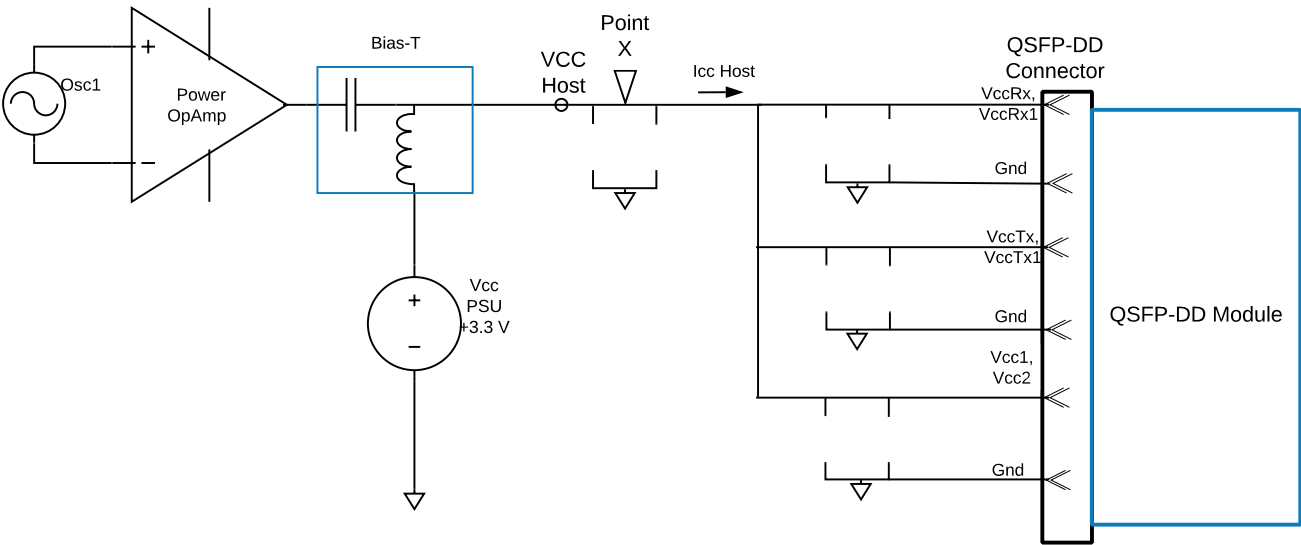 Osc1
+
−
Power
OpAmp
Bias-T
VCC
Host
Point
X
Icc Host
QSFP-DD
Connector
VccRx,
VccRx1
Gnd
VccTx,
VccTx1
Gnd
Vcc1,
Vcc2
Gnd
QSFP-DD Module
+
−
Vcc
PSU
+3.3 V